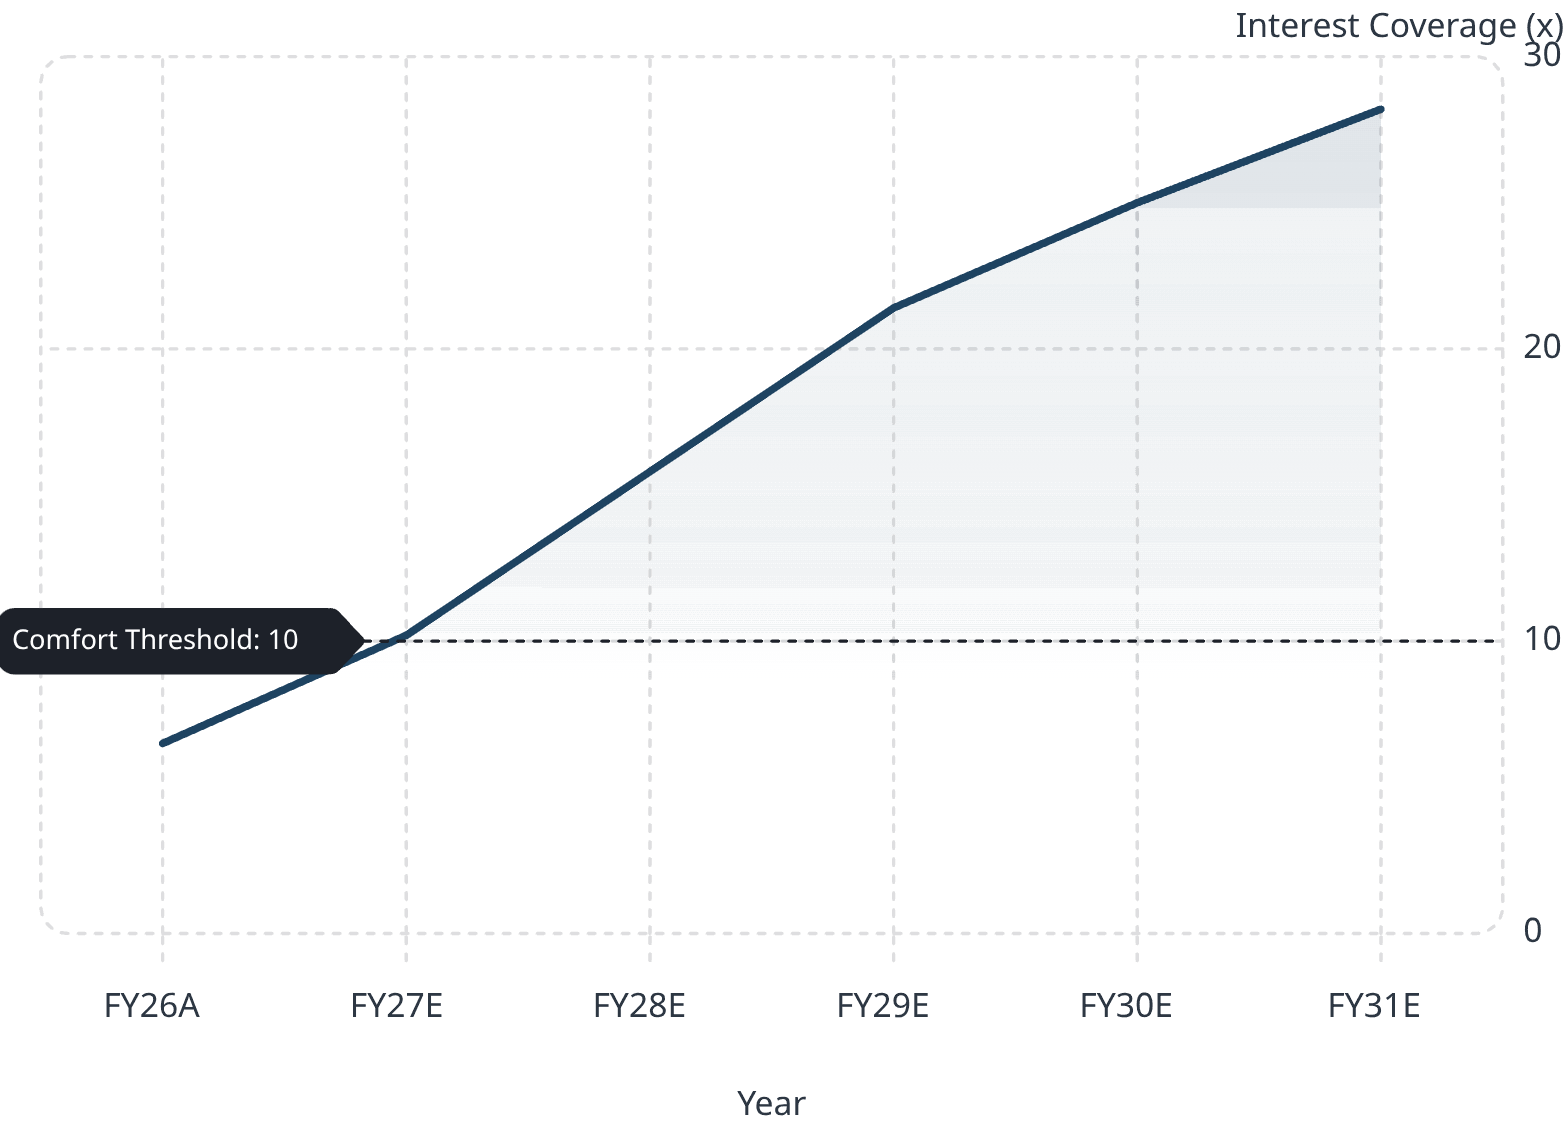 Interest Coverage (x)
30
20
Comfort Threshold: 10
10
0
FY26A FY27E FY28E FY29E FY30E FY31E
Year